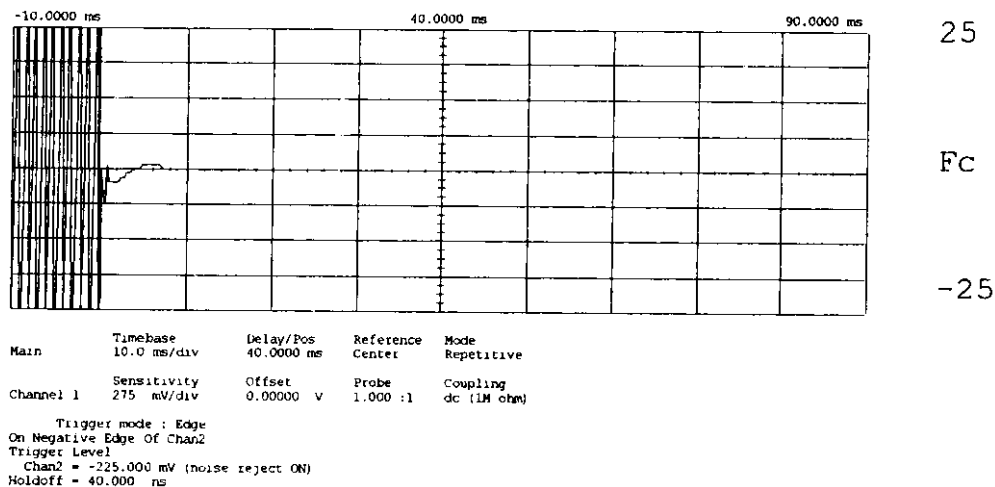 -10.0000 ms 40.0000 ms 90.0000 ms
25
Fc
-25
Timebase Delay/Pos Reference Mode
Main 10.0 ms/div 40.0000 ms Center Repetitive
Sensitivity Offset Probe Coupling
Channel 1 275 mV/div 0.00000 V 1.000 :1 dc (1M ohm)
Trigger mode : Edge
On Negative Edge Of Chan2
Trigger Level
Chan2 = -225.000 mV (noise reject ON)
Holdoff = 40.000 ns